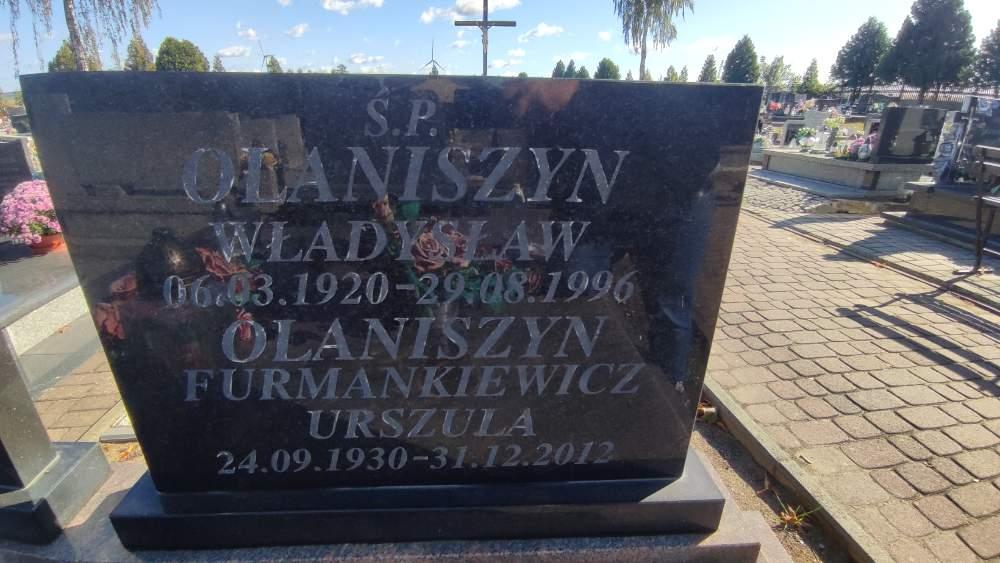 Ś.P.
OLANISZYN
WŁADYSŁAW
06.03.1920-29.08.1996
OLANISZYN
FURMANKIEWICZ
URSZULA
24.09.1930-31.12.2012